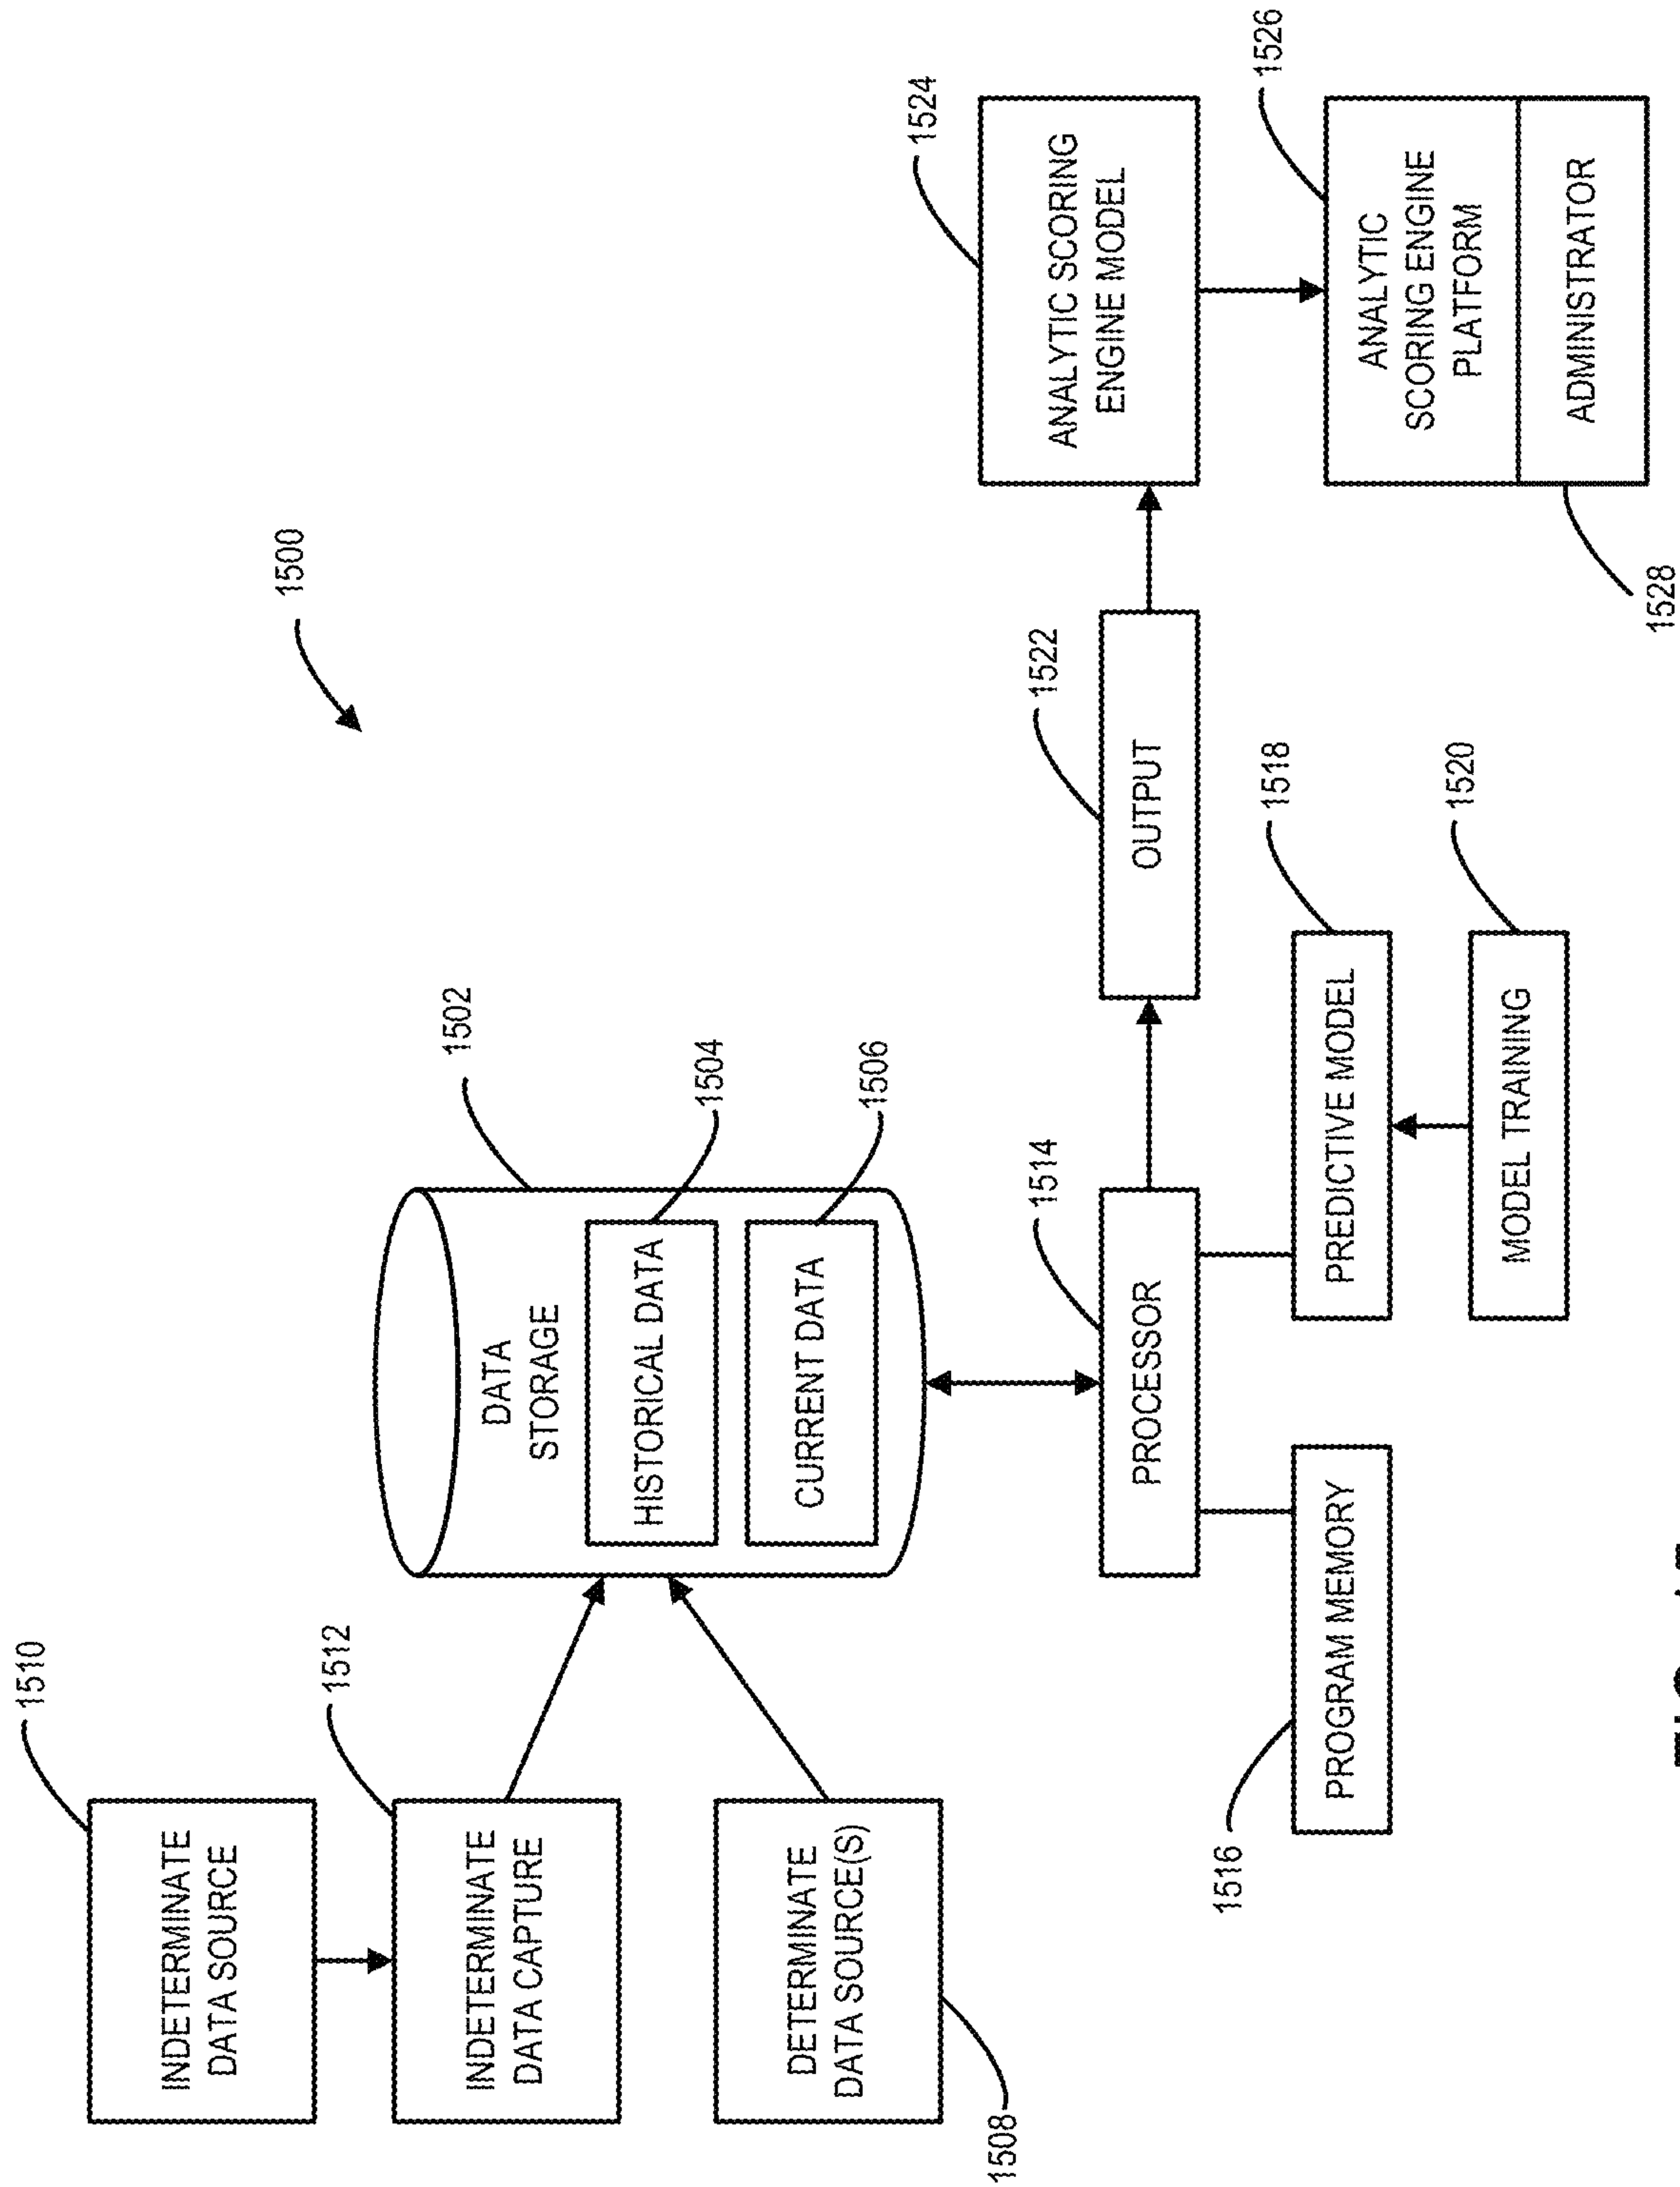 1500
1510
INDETERMINATE
DATA SOURCE
1512
INDETERMINATE
DATA CAPTURE
DETERMINATE
DATA SOURCE(S)
1508
1502
DATA
STORAGE
HISTORICAL DATA
1504
CURRENT DATA
1506
1514
PROCESSOR
1516
PROGRAM MEMORY
PREDICTIVE MODEL
1518
MODEL TRAINING
1520
OUTPUT
1522
ANALYTIC SCORING
ENGINE MODEL
1524
ANALYTIC
SCORING ENGINE
PLATFORM
1526
ADMINISTRATOR
1528